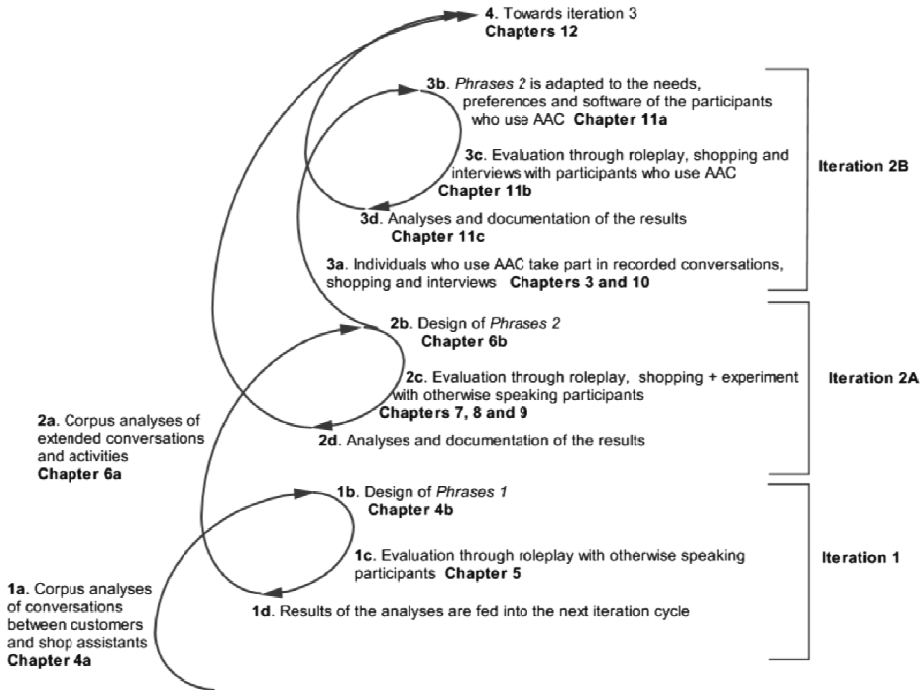 4. Towards iteration 3
Chapters 12
3b. Phrases 2 is adapted to the needs,
preferences and software of the participants
who use AAC Chapter 11a
3c. Evaluation through roleplay, shopping and
interviews with participants who use AAC
Chapter 11b
Iteration 2B
3d. Analyses and documentation of the results
Chapter 11c
3a. Individuals who use AAC take part in recorded conversations,
shopping and interviews Chapters 3 and 10
2b. Design of Phrases 2
Chapter 6b
2c. Evaluation through roleplay, shopping + experiment
with otherwise speaking participants
Chapters 7, 8 and 9
Iteration 2A
2a. Corpus analyses of
extended conversations
and activities
Chapter 6a
2d. Analyses and documentation of the results
1b. Design of Phrases 1
Chapter 4b
1c. Evaluation through roleplay with otherwise speaking
participants Chapter 5
Iteration 1
1a. Corpus analyses
of conversations
between customers
and shop assistants
Chapter 4a
1d. Results of the analyses are fed into the next iteration cycle